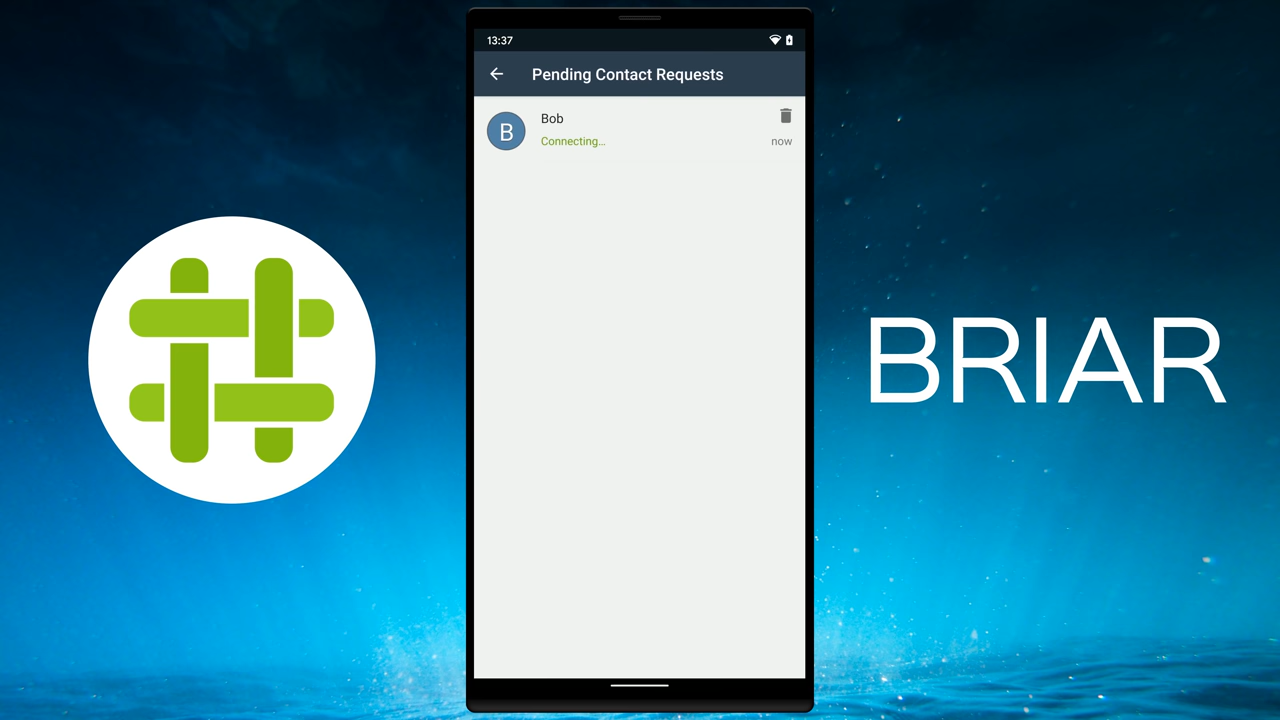 13:37
Pending Contact Requests
B
Bob
Connecting…
now
BRIAR